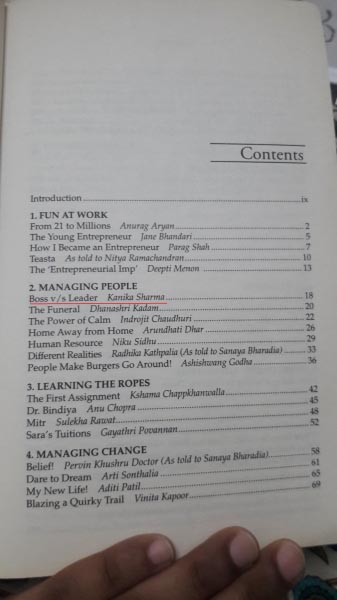 Contents
Introduction ix
1. FUN AT WORK
From 21 to Millions Anurag Aryan 2
The Young Entrepreneur Jane Bhandari 5
How I Became an Entrepreneur Parag Shah 7
Teasta As told to Nitya Ramachandran 10
The 'Entrepreneurial Imp' Deepti Menon 13
2. MANAGING PEOPLE
Boss v/s Leader Kanika Sharma 18
The Funeral Dhanashri Kadam 20
The Power of Calm Indrojit Chaudhuri 22
Home Away from Home Arundhati Dhar 26
Human Resource Niku Sidhu 29
Different Realities Radhika Kathpalia (As told to Sanaya Bharadia) 33
People Make Burgers Go Around! Ashishvang Godha 36
3. LEARNING THE ROPES
The First Assignment Kshama Chappkhanwalla 42
Dr. Bindiya Anu Chopra 45
Mitr Sulekha Rawat 48
Sara's Tuitions Gayathri Povannan 52
4. MANAGING CHANGE
Belief! Pervin Khushru Doctor (As told to Sanaya Bharadia) 58
Dare to Dream Arti Sonthalia 61
My New Life! Aditi Patil 65
Blazing a Quirky Trail Vinita Kapoor 69